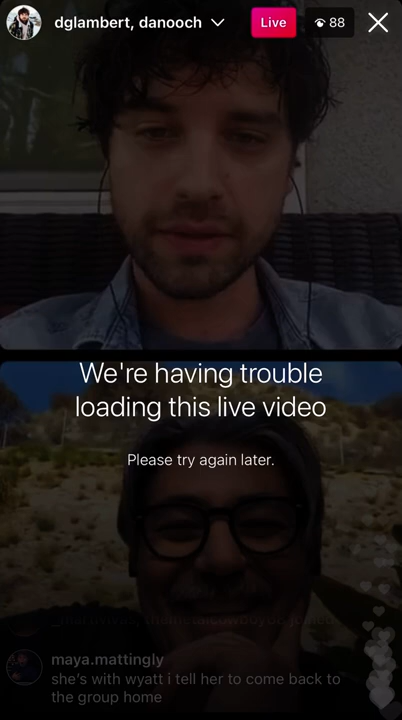 dglambert, danooch
Live
88
We're having trouble
loading this live video
Please try again later.
joined
maya.mattingly
she's with wyatt i tell her to come back to
the group home